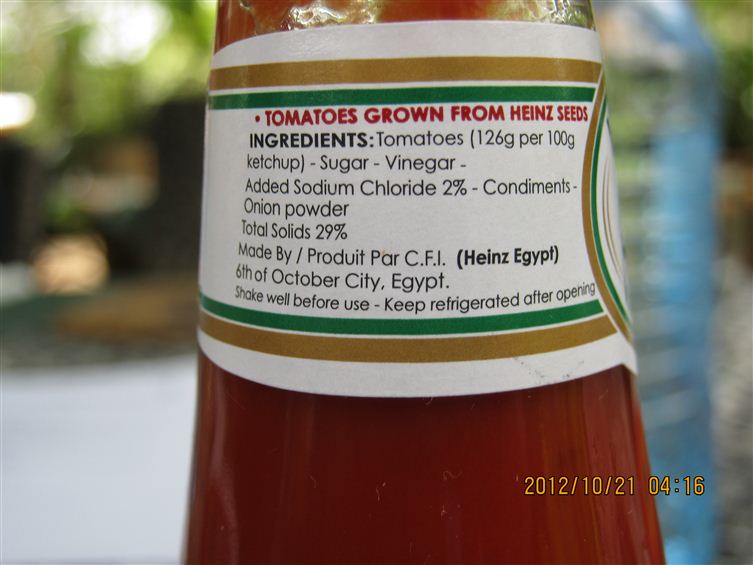 • TOMATOES GROWN FROM HEINZ SEEDS
INGREDIENTS: Tomatoes (126g per 100g
ketchup) - Sugar - Vinegar -
Added Sodium Chloride 2% - Condiments -
Onion powder
Total Solids 29%
Made By / Produit Par C.F.I. (Heinz Egypt)
6th of October City, Egypt.
Shake well before use - Keep refrigerated after opening
2012/10/21 04:16